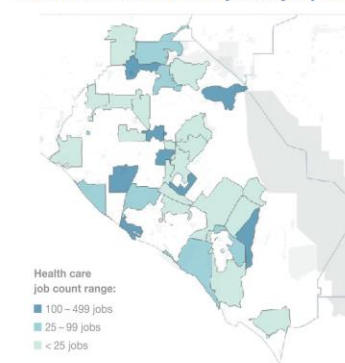 Health care
job count range:
100 – 499 jobs
25 – 99 jobs
< 25 jobs